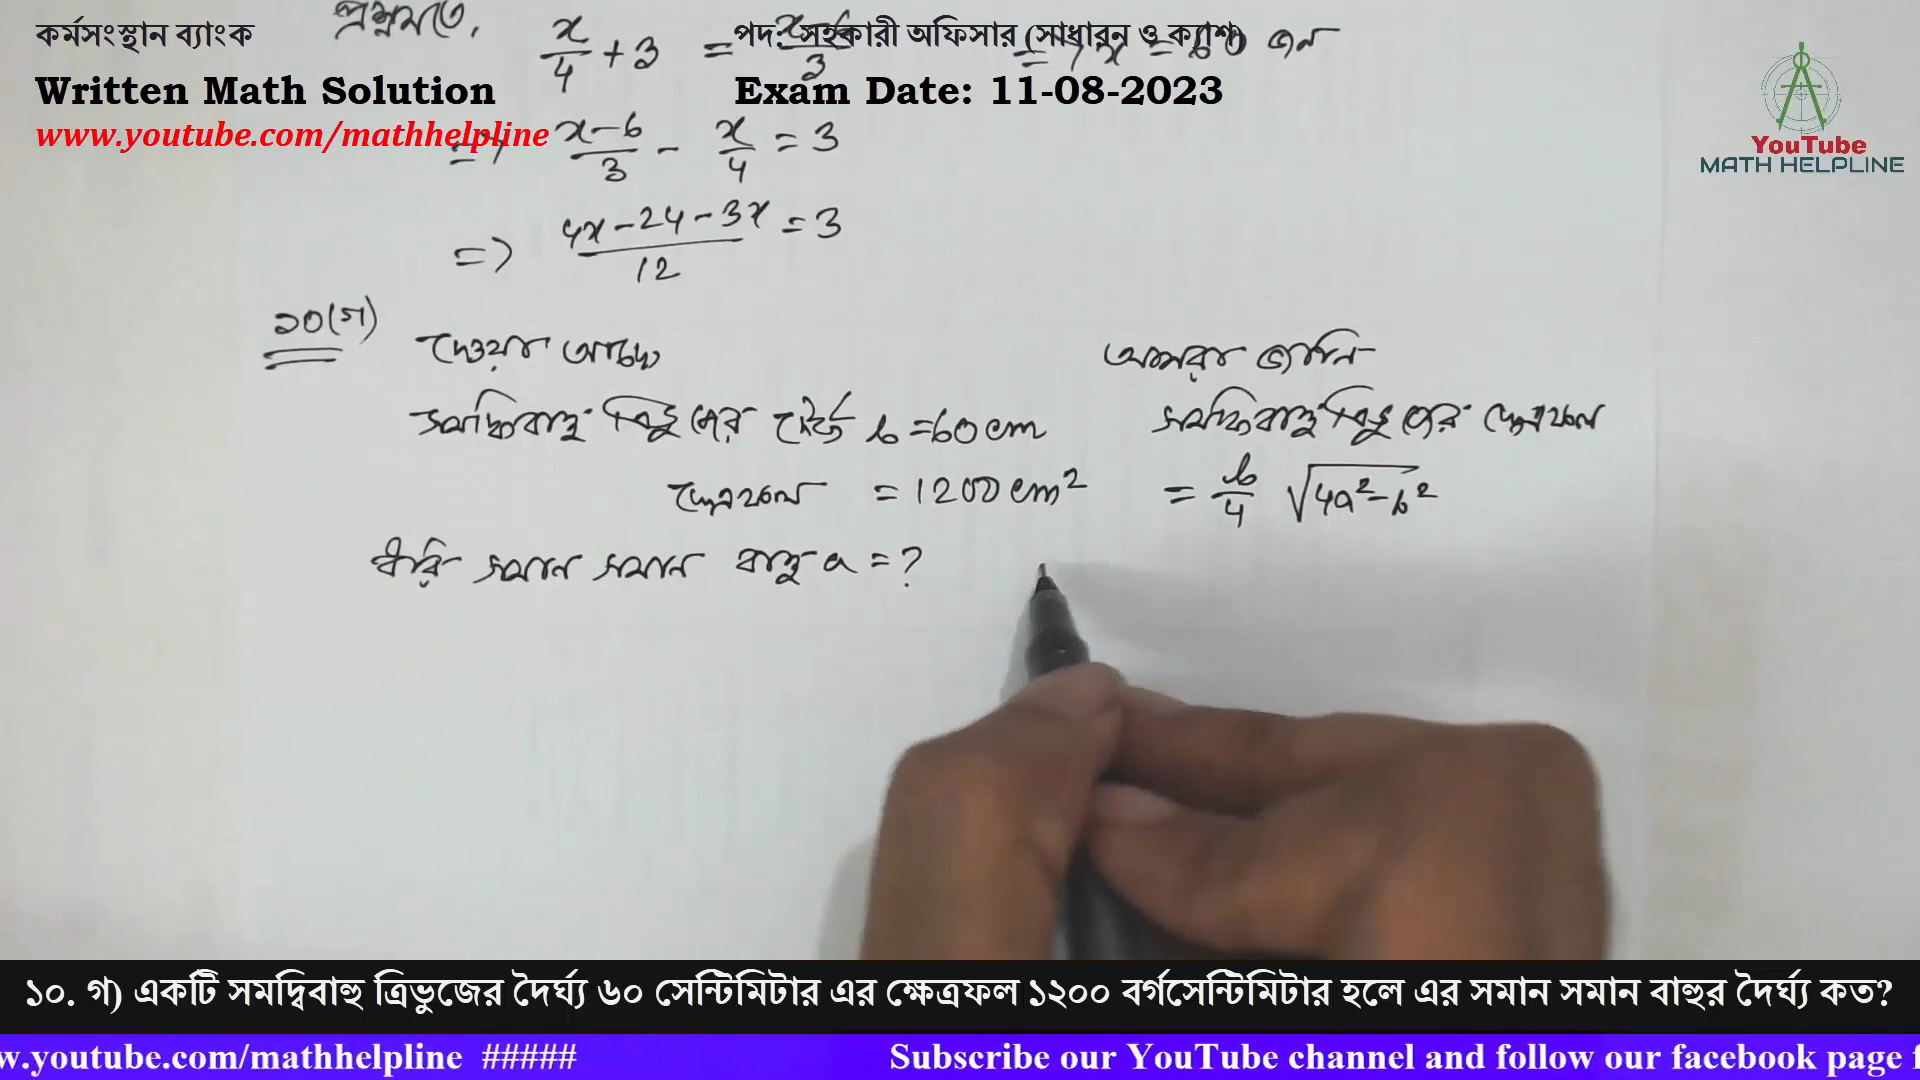 কর্মসংস্থান ব্যাংক
পদ: সহকারী অফিসার (সাধারন ও ক্যাশ)
Written Math Solution
Exam Date: 11-08-2023
www.youtube.com/mathhelpline
YouTube
MATH HELPLINE
প্রশ্নমতে,
x/4 + 3 = x-6/3
=> x = 60 জন
=> x-6/3 - x/4 = 3
=> 4x-24-3x/12 = 3
১০(গ)
দেওয়া আছে
সমদ্বিবাহু ত্রিভুজের দৈর্ঘ্য b = 60 cm
ক্ষেত্রফল = 1200 cm²
ধরি সমান সমান বাহু a = ?
আমরা জানি
সমদ্বিবাহু ত্রিভুজের ক্ষেত্রফল
= b/4 √4a²-b²
১০. গ) একটি সমদ্বিবাহু ত্রিভুজের দৈর্ঘ্য ৬০ সেন্টিমিটার এর ক্ষেত্রফল ১২০০ বর্গসেন্টিমিটার হলে এর সমান সমান বাহুর দৈর্ঘ্য কত?
w.youtube.com/mathhelpline ##### Subscribe our YouTube channel and follow our facebook page f